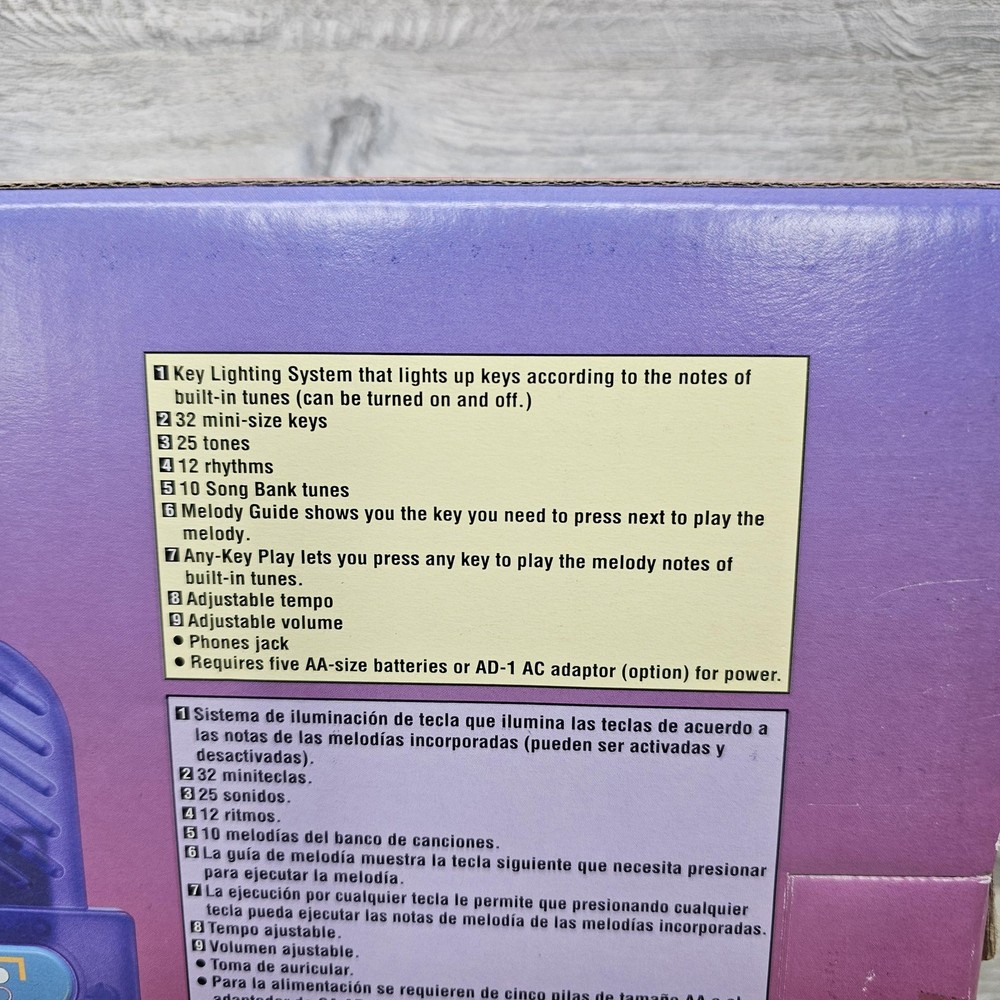 1 Key Lighting System that lights up keys according to the notes of
built-in tunes (can be turned on and off.)
2 32 mini-size keys
3 25 tones
4 12 rhythms
5 10 Song Bank tunes
6 Melody Guide shows you the key you need to press next to play the
melody.
7 Any-Key Play lets you press any key to play the melody notes of
built-in tunes.
8 Adjustable tempo
9 Adjustable volume
• Phones jack
• Requires five AA-size batteries or AD-1 AC adaptor (option) for power.
1 Sistema de iluminación de tecla que ilumina las teclas de acuerdo a
las notas de las melodías incorporadas (pueden ser activadas y
desactivadas).
2 32 miniteclas.
3 25 sonidos.
4 12 ritmos.
5 10 melodías del banco de canciones.
6 La guía de melodía muestra la tecla siguiente que necesita presionar
para ejecutar la melodía.
7 La ejecución por cualquier tecla le permite que presionando cualquier
tecla pueda ejecutar las notas de melodía de las melodías incorporadas.
8 Tempo ajustable.
9 Volumen ajustable.
• Toma de auricular.
• Para la alimentación se requieren de cinco pilas de tamaño AA o el